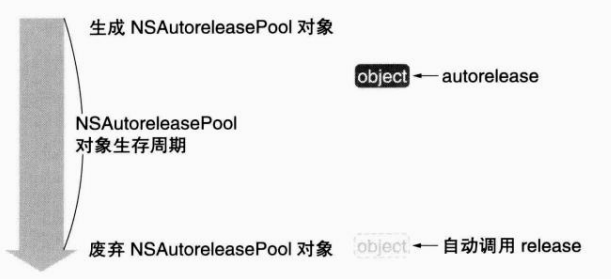 生成 NSAutoreleasePool 对象
object
autorelease
NSAutoreleasePool
对象生存周期
废弃 NSAutoreleasePool 对象
object
自动调用 release